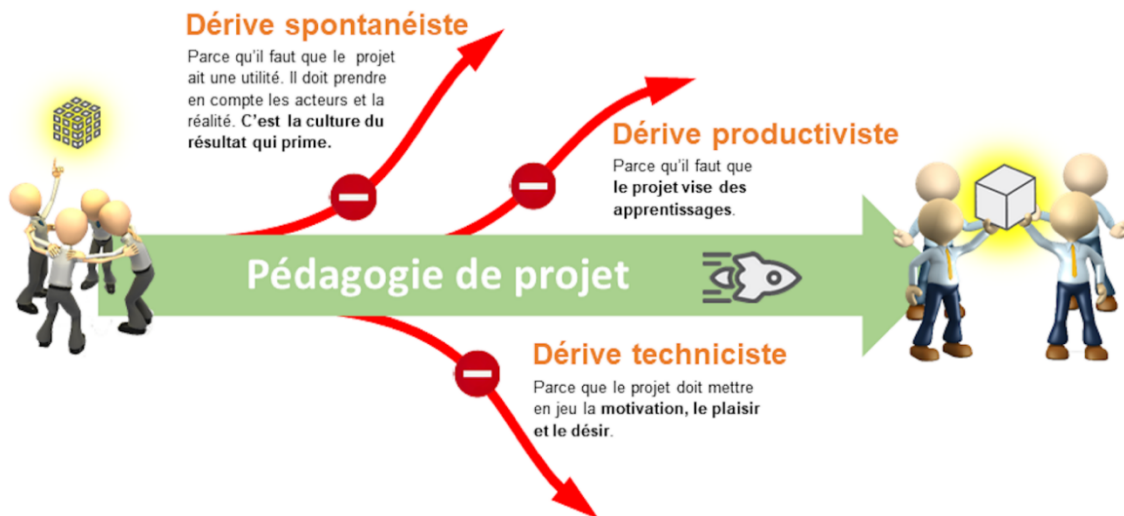 Dérive spontanéiste
Parce qu'il faut que le projet
ait une utilité. Il doit prendre
en compte les acteurs et la
réalité. C'est la culture du
résultat qui prime.
Dérive productiviste
Parce qu'il faut que
le projet vise des
apprentissages.
Pédagogie de projet
Dérive techniciste
Parce que le projet doit mettre
en jeu la motivation, le plaisir
et le désir.